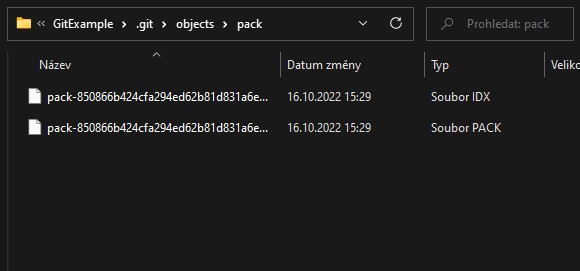 « GitExample › .git › objects › pack
Prohledat: pack
Název Datum změny Typ Veliko
pack-850866b424cfa294ed62b81d831a6e... 16.10.2022 15:29 Soubor IDX
pack-850866b424cfa294ed62b81d831a6e... 16.10.2022 15:29 Soubor PACK